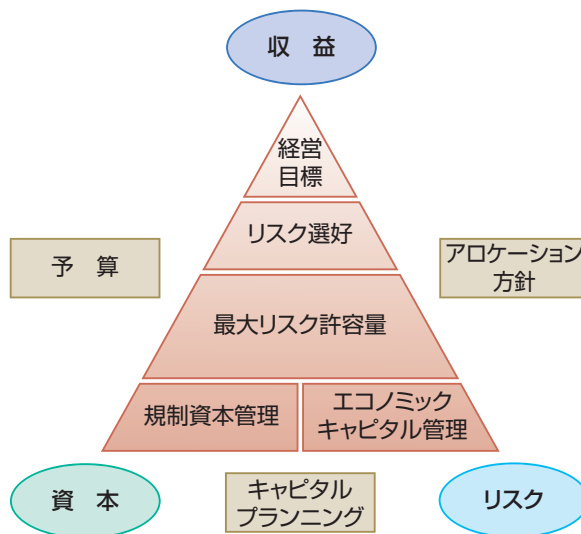 収　益
経営
目標
リスク選好
予　算
アロケーション
方針
最大リスク許容量
規制資本管理
エコノミック
キャピタル管理
資　本
キャピタル
プランニング
リスク